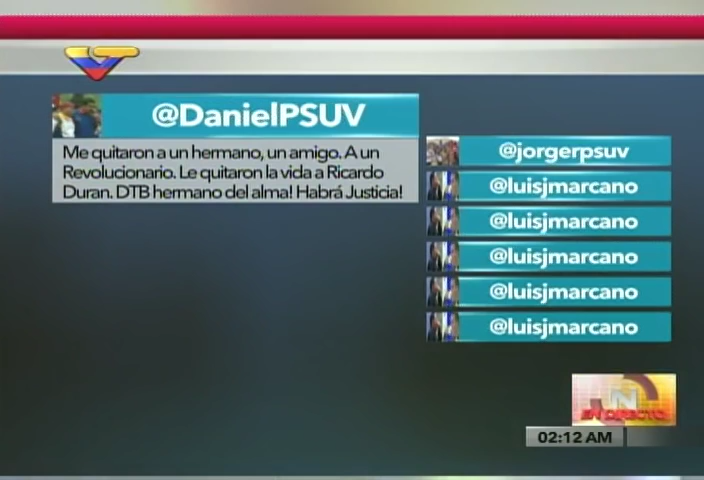 @DanielPSUV
Me quitaron a un hermano, un amigo. A un
Revolucionario. Le quitaron la vida a Ricardo
Duran. DTB hermano del alma! Habrá Justicia!
@jorgerpsuv
@luisjmarcano
@luisjmarcano
@luisjmarcano
@luisjmarcano
@luisjmarcano
N
EN DIRECTO
02:12 AM